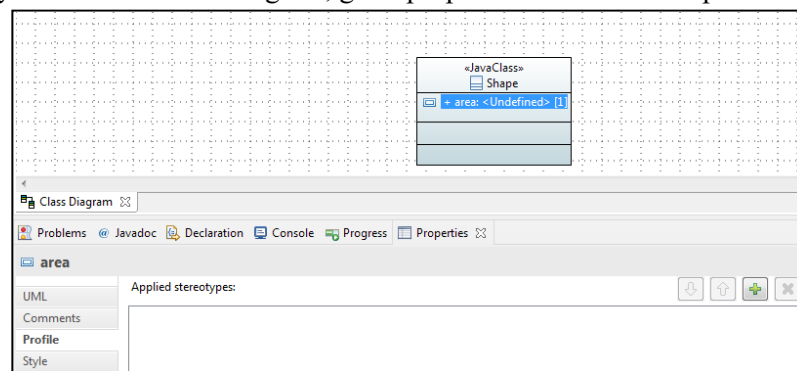 «JavaClass»
Shape
+ area: <Undefined> [1]
Class Diagram
Problems @ Javadoc Declaration Console Progress Properties
area
UML
Applied stereotypes:
Comments
Profile
Style